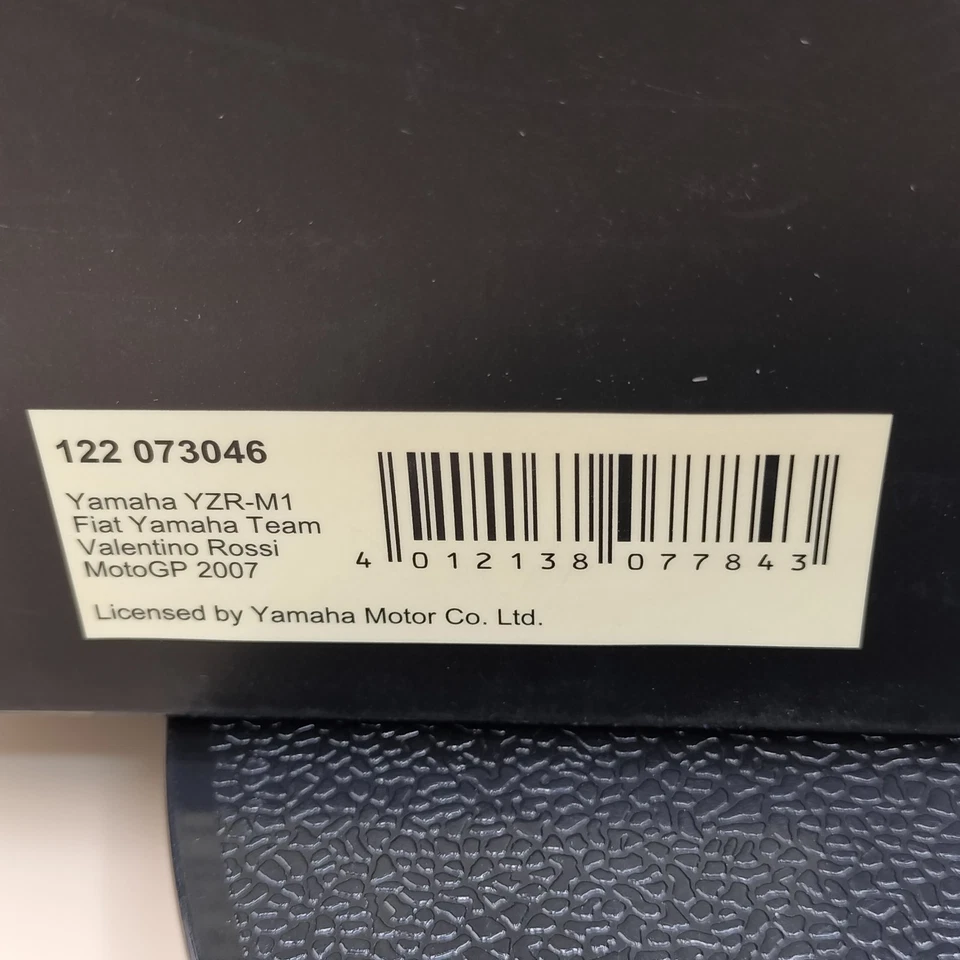 122 073046
Yamaha YZR-M1
Fiat Yamaha Team
Valentino Rossi
MotoGP 2007
Licensed by Yamaha Motor Co. Ltd.
4 012138 077843